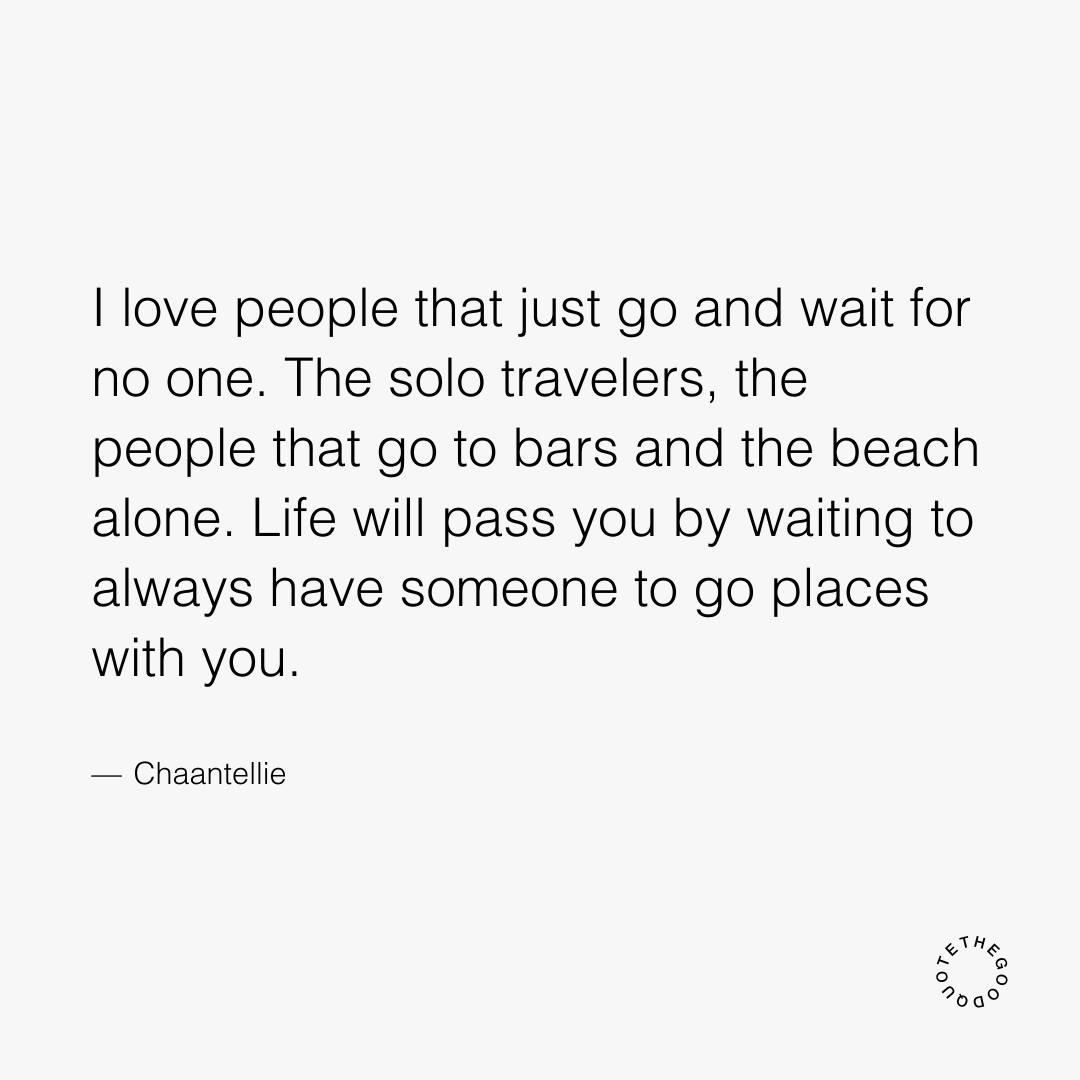 I love people that just go and wait for
no one. The solo travelers, the
people that go to bars and the beach
alone. Life will pass you by waiting to
always have someone to go places
with you.
— Chaantellie
THEGOODQUOTE